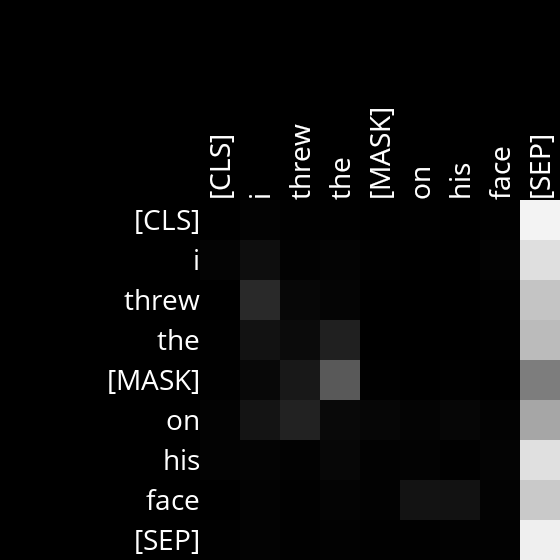 [CLS] i threw the [MASK] on his face [SEP]
[CLS]
i
threw
the
[MASK]
on
his
face
[SEP]